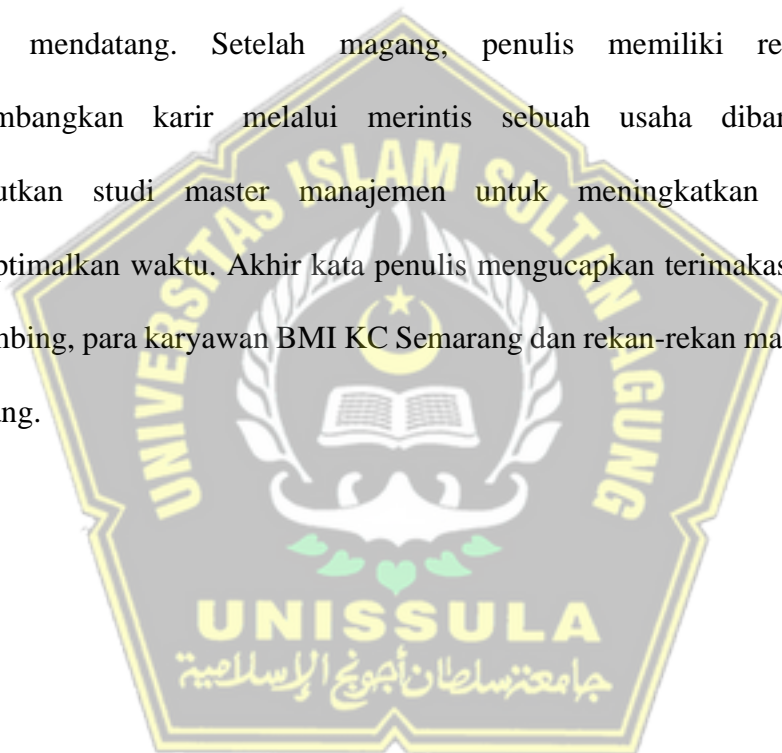 mendatang. Setelah magang, penulis memiliki re
mbangkan karir melalui merintis sebuah usaha dibar
utkan studi master manajemen untuk meningkatkan
ptimalkan waktu. Akhir kata penulis mengucapkan terimakas
nbing, para karyawan BMI KC Semarang dan rekan-rekan ma
ang.
UNIVERSITAS ISLAM SULTAN AGUNG
UNISSULA
جامعة سلطان أجونج الإسلامية